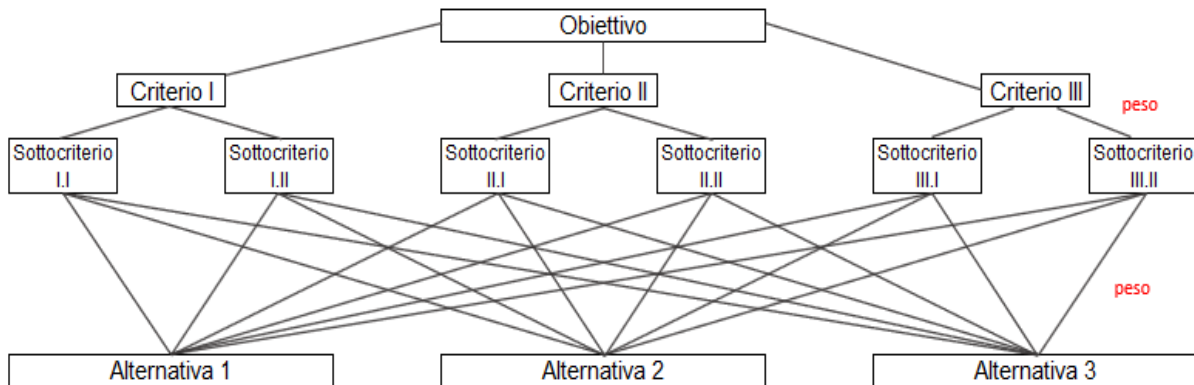 Obiettivo
Criterio I
Criterio II
Criterio III
peso
Sottocriterio
I.I
Sottocriterio
I.II
Sottocriterio
II.I
Sottocriterio
II.II
Sottocriterio
III.I
Sottocriterio
III.II
peso
Alternativa 1
Alternativa 2
Alternativa 3